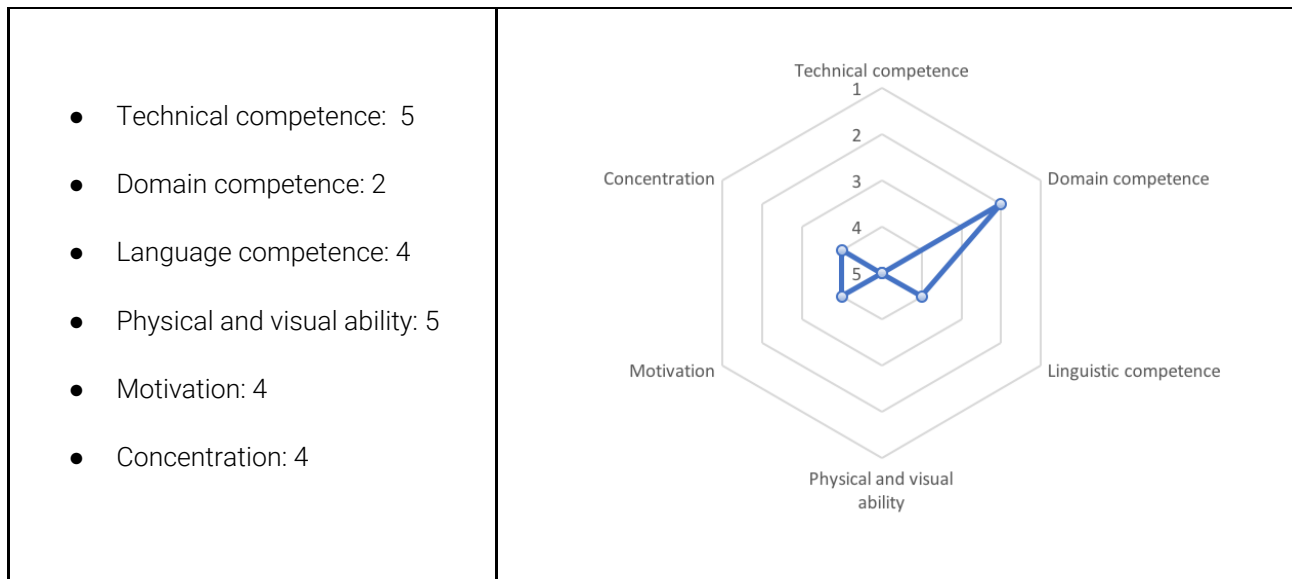 ● Technical competence: 5
● Domain competence: 2
● Language competence: 4
● Physical and visual ability: 5
● Motivation: 4
● Concentration: 4
Technical competence
1
2
3
4
5
Concentration
Domain competence
Motivation
Linguistic competence
Physical and visual
ability